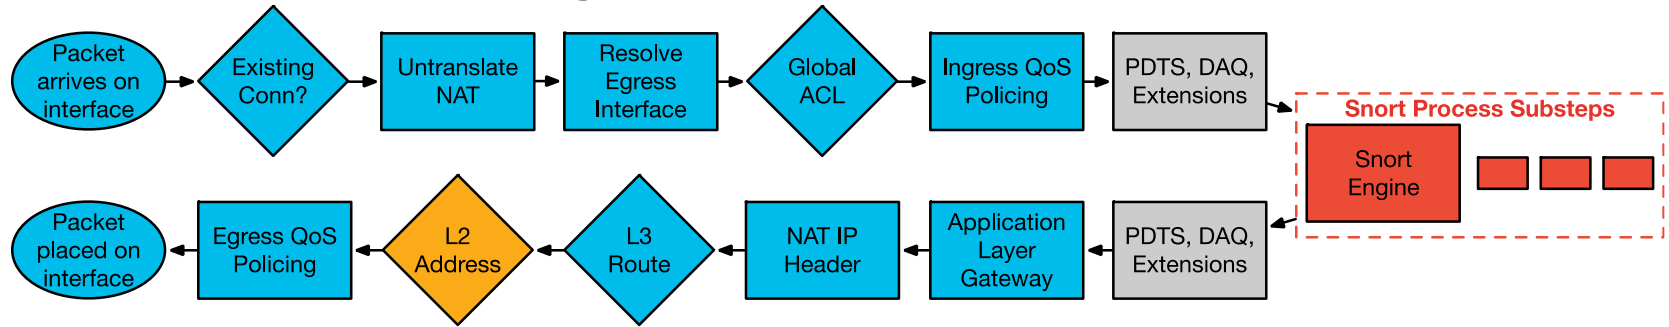 Packet
arrives on
interface
Existing
Conn?
Untranslate
NAT
Resolve
Egress
Interface
Global
ACL
Ingress QoS
Policing
PDTS, DAQ,
Extensions
Snort Process Substeps
Snort
Engine
Packet
placed on
interface
Egress QoS
Policing
L2
Address
L3
Route
NAT IP
Header
Application
Layer
Gateway
PDTS, DAQ,
Extensions